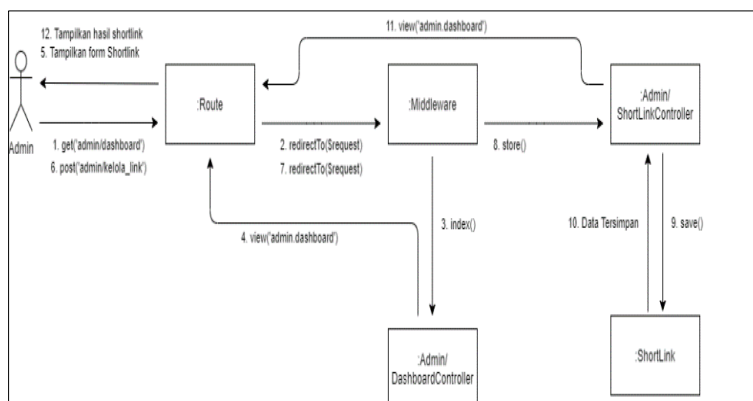 11. view('admin.dashboard')
12. Tampilkan hasil shortlink
5. Tampilkan form Shortlink
:Route
:Middleware
:Admin/
ShortLinkController
Admin
1. get('admin/dashboard')
6. post('admin/kelola_link')
2. redirectTo($request)
7. redirectTo($request)
8. store()
3. index()
4. view('admin.dashboard')
10. Data Tersimpan
9. save()
:Admin/
DashboardController
:ShortLink